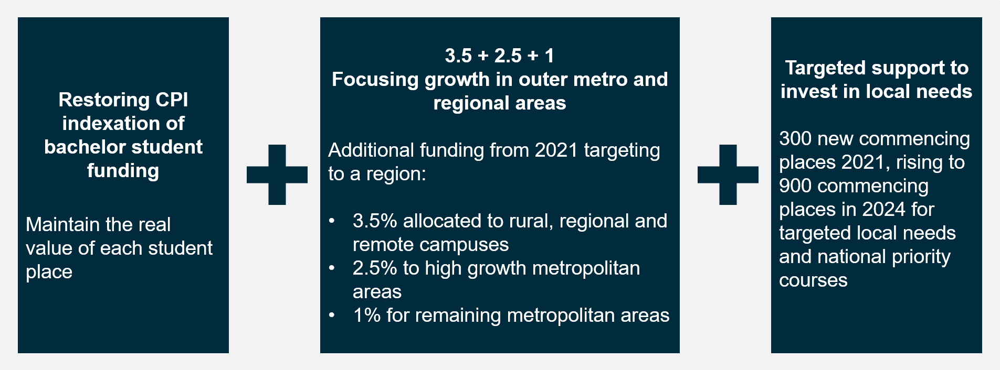 Restoring CPI
indexation of
bachelor student
funding
Maintain the real
value of each student
place
3.5 + 2.5 + 1
Focusing growth in outer metro and
regional areas
Additional funding from 2021 targeting
to a region:
• 3.5% allocated to rural, regional and
remote campuses
• 2.5% to high growth metropolitan
areas
• 1% for remaining metropolitan areas
Targeted support to
invest in local needs
300 new commencing
places 2021, rising to
900 commencing
places in 2024 for
targeted local needs
and national priority
courses